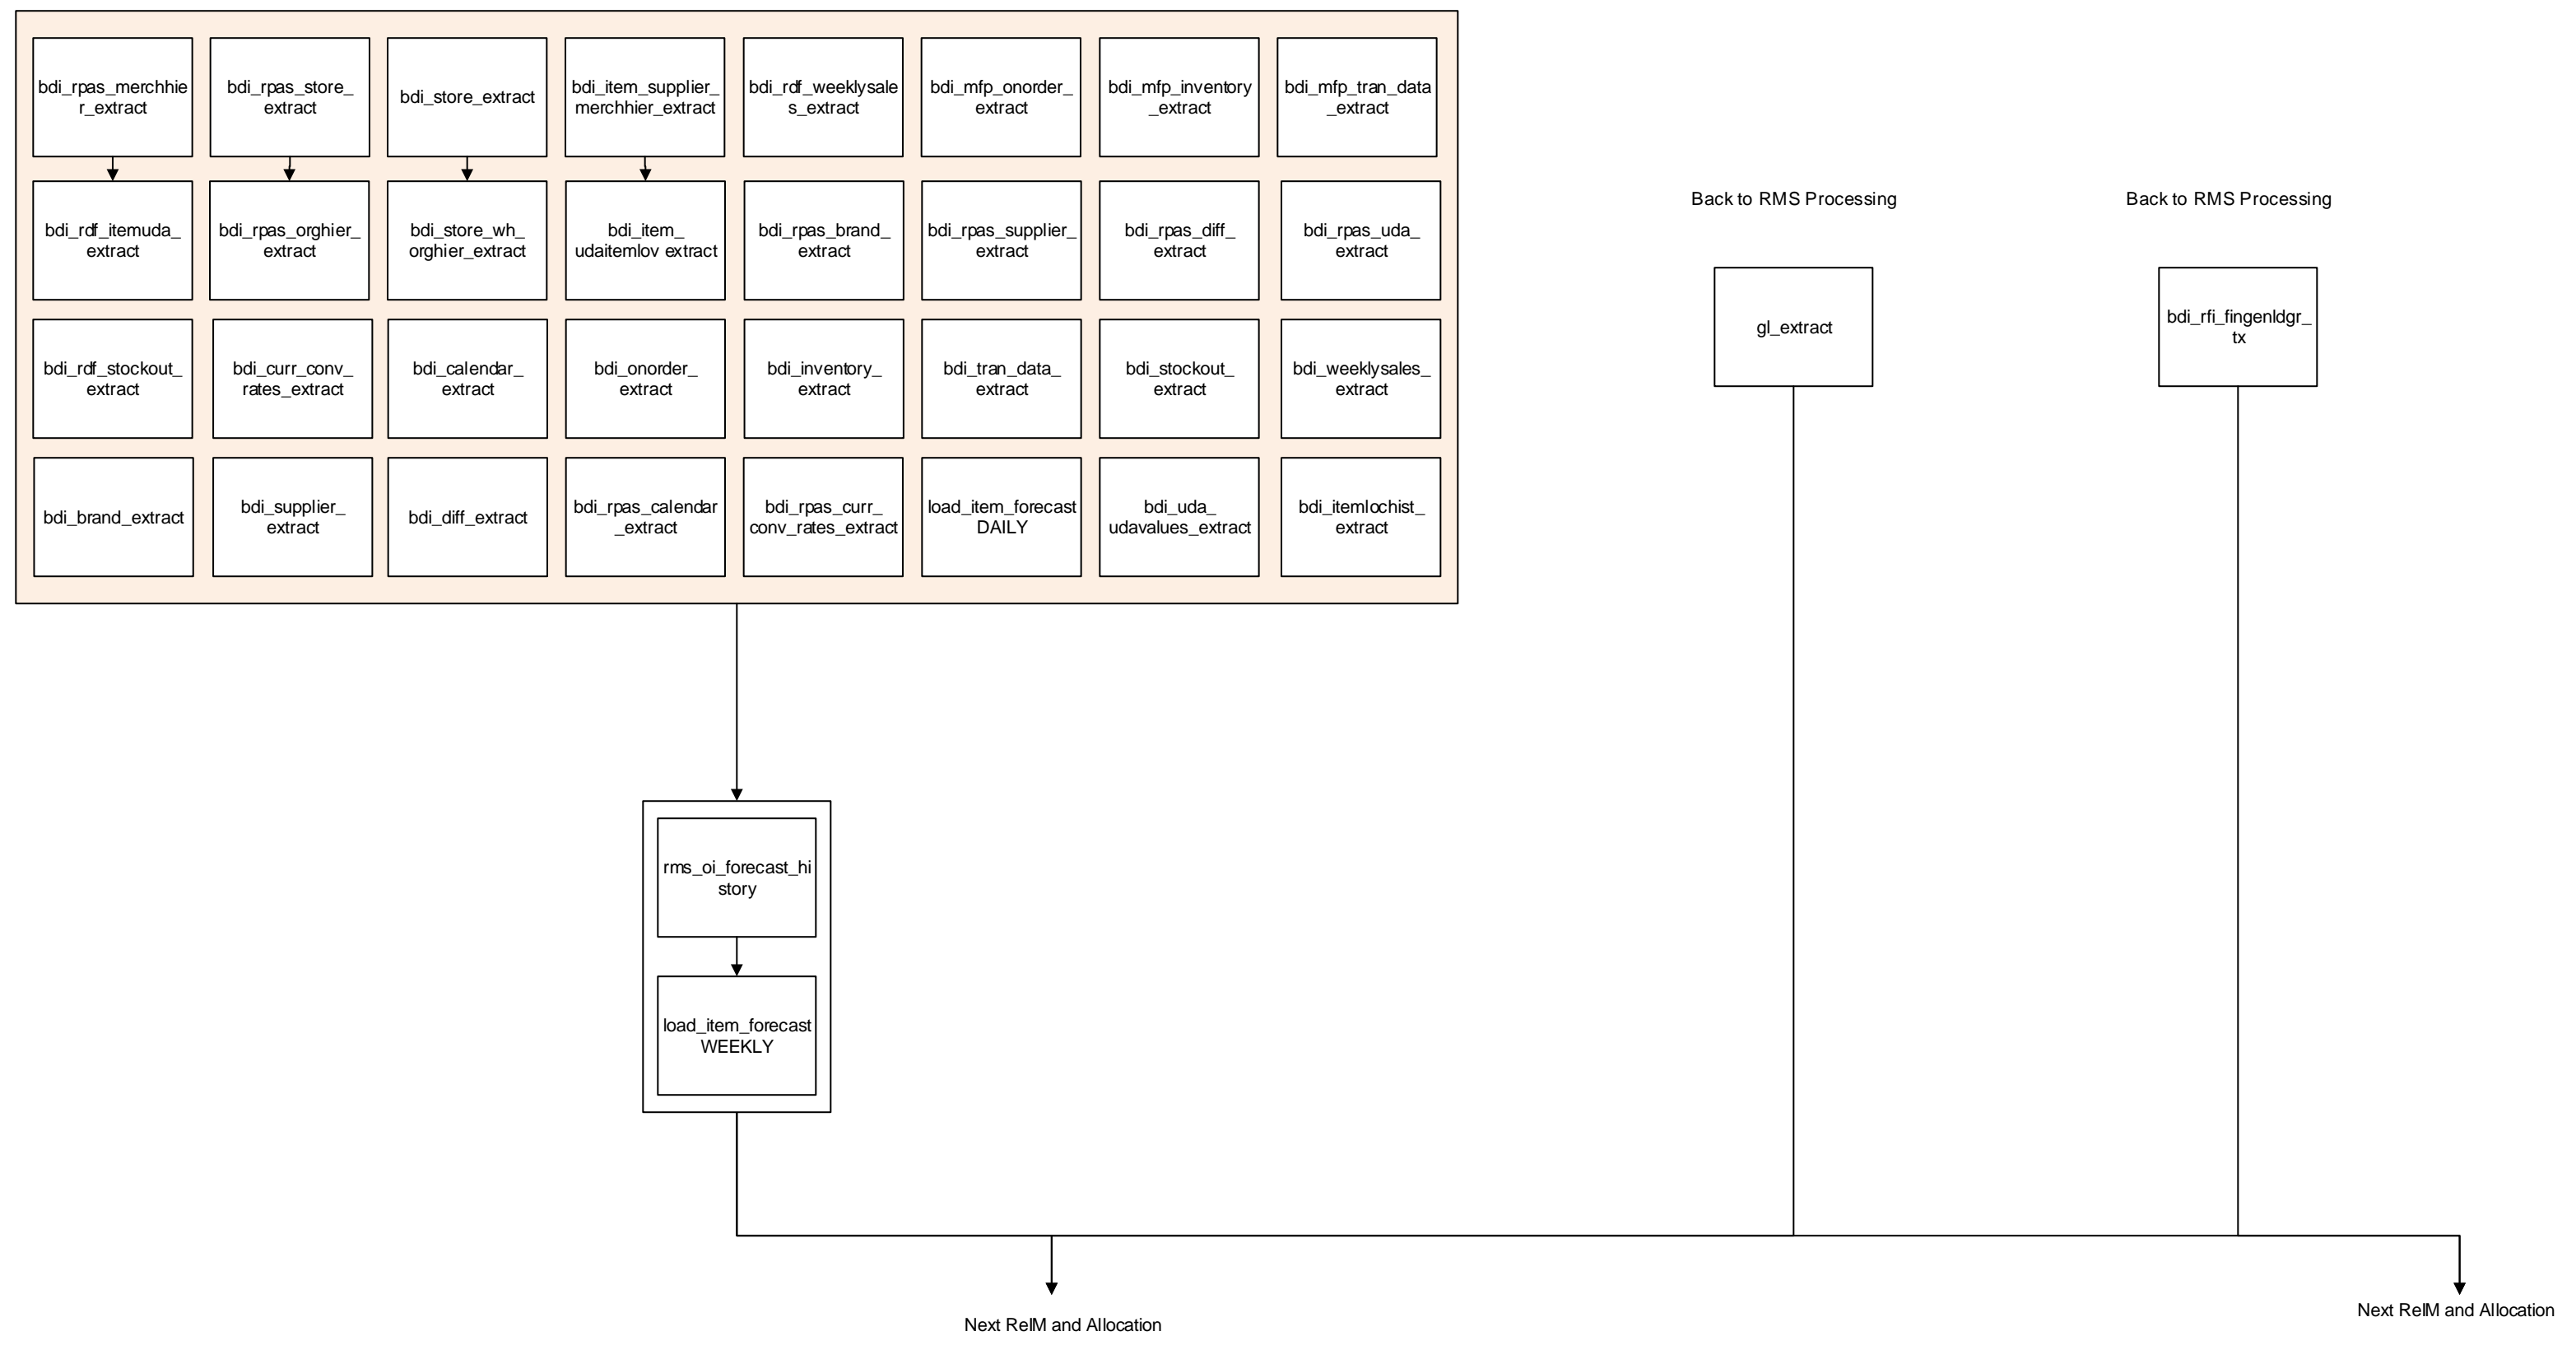 bdi_rpas_merchhie
r_extract
bdi_rpas_store_
extract
bdi_store_extract
bdi_item_supplier_
merchhier_extract
bdi_rdf_weeklysale
s_extract
bdi_mfp_onorder_
extract
bdi_mfp_inventory
_extract
bdi_mfp_tran_data
_extract
bdi_rdf_itemuda_
extract
bdi_rpas_orghier_
extract
bdi_store_wh_
orghier_extract
bdi_item_
udaitemlov extract
bdi_rpas_brand_
extract
bdi_rpas_supplier_
extract
bdi_rpas_diff_
extract
bdi_rpas_uda_
extract
bdi_rdf_stockout_
extract
bdi_curr_conv_
rates_extract
bdi_calendar_
extract
bdi_onorder_
extract
bdi_inventory_
extract
bdi_tran_data_
extract
bdi_stockout_
extract
bdi_weeklysales_
extract
bdi_brand_extract
bdi_supplier_
extract
bdi_diff_extract
bdi_rpas_calendar
_extract
bdi_rpas_curr_
conv_rates_extract
load_item_forecast
DAILY
bdi_uda_
udavalues_extract
bdi_itemlochist_
extract
Back to RMS Processing
gl_extract
Back to RMS Processing
bdi_rfi_fingenldgr_
tx
rms_oi_forecast_hi
story
load_item_forecast
WEEKLY
Next ReIM and Allocation
Next ReIM and Allocation